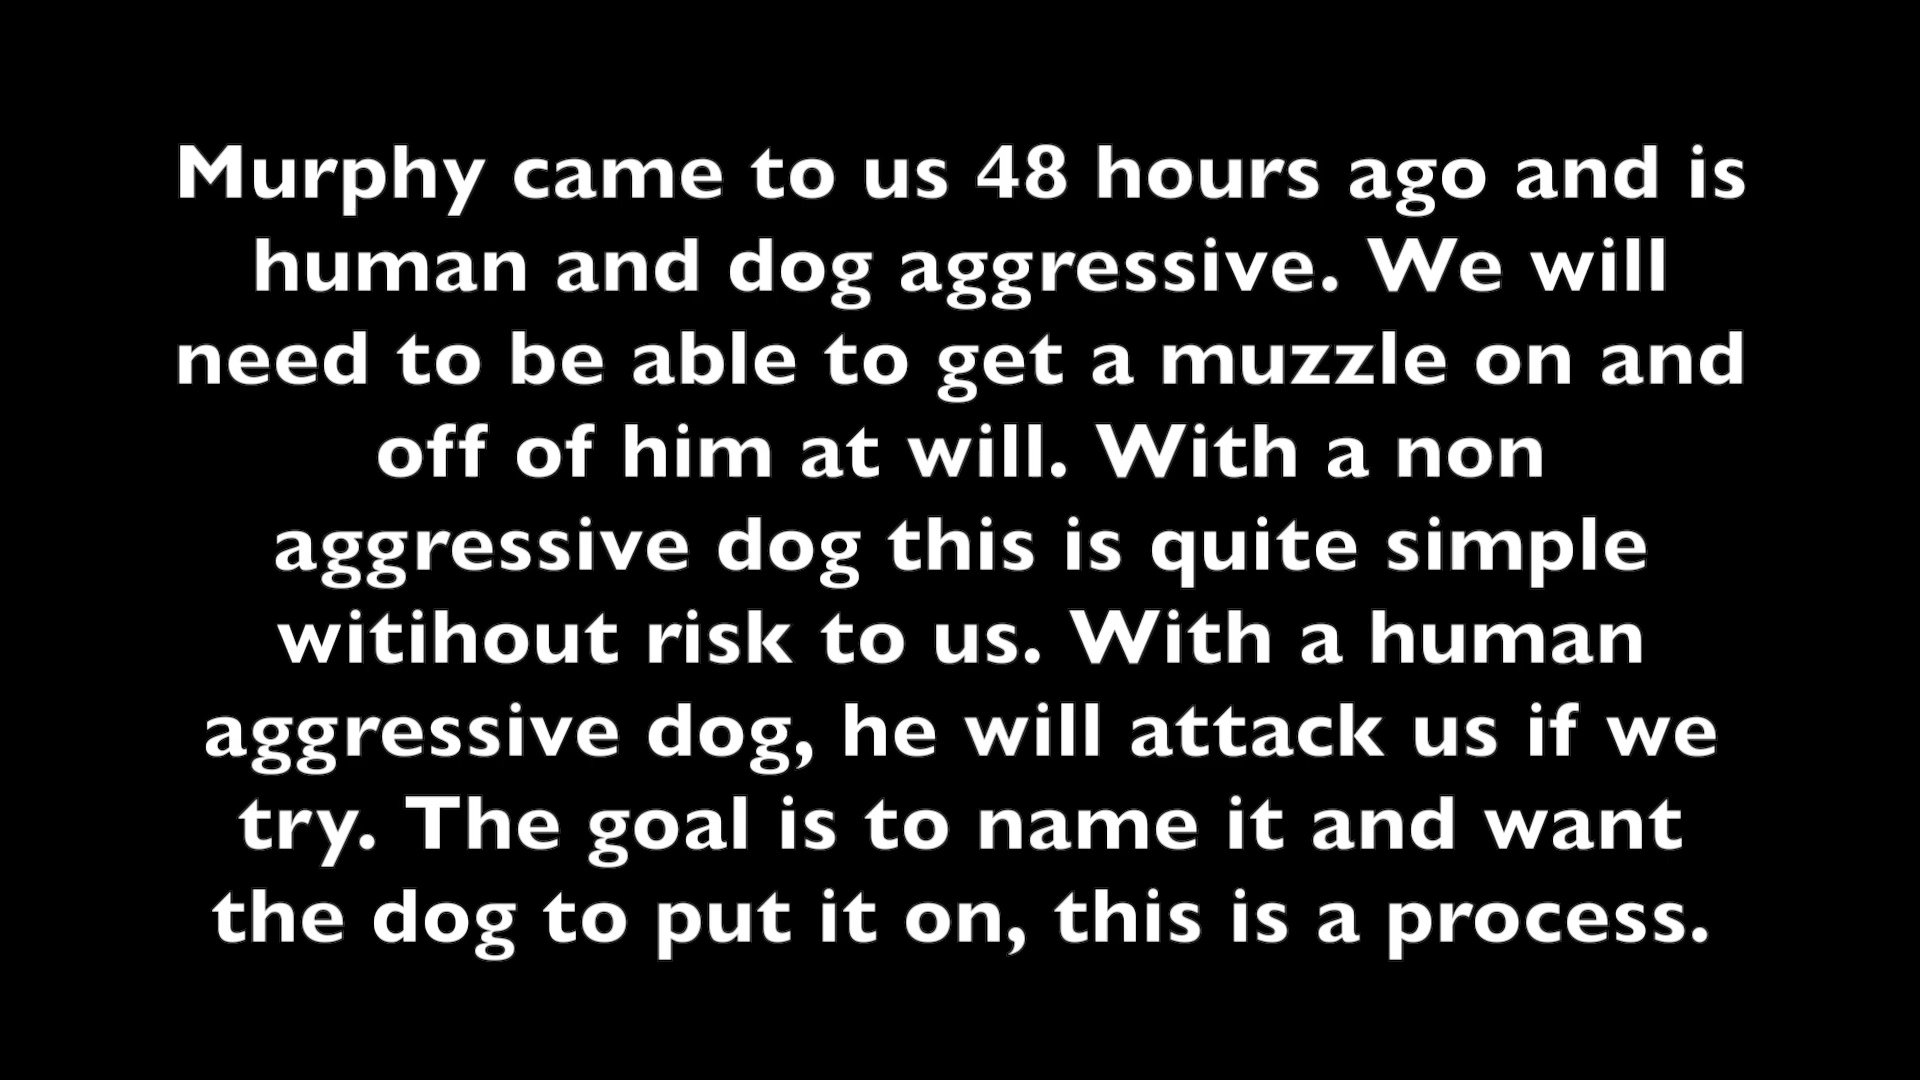 Murphy came to us 48 hours ago and is
human and dog aggressive. We will
need to be able to get a muzzle on and
off of him at will. With a non
aggressive dog this is quite simple
witihout risk to us. With a human
aggressive dog, he will attack us if we
try. The goal is to name it and want
the dog to put it on, this is a process.